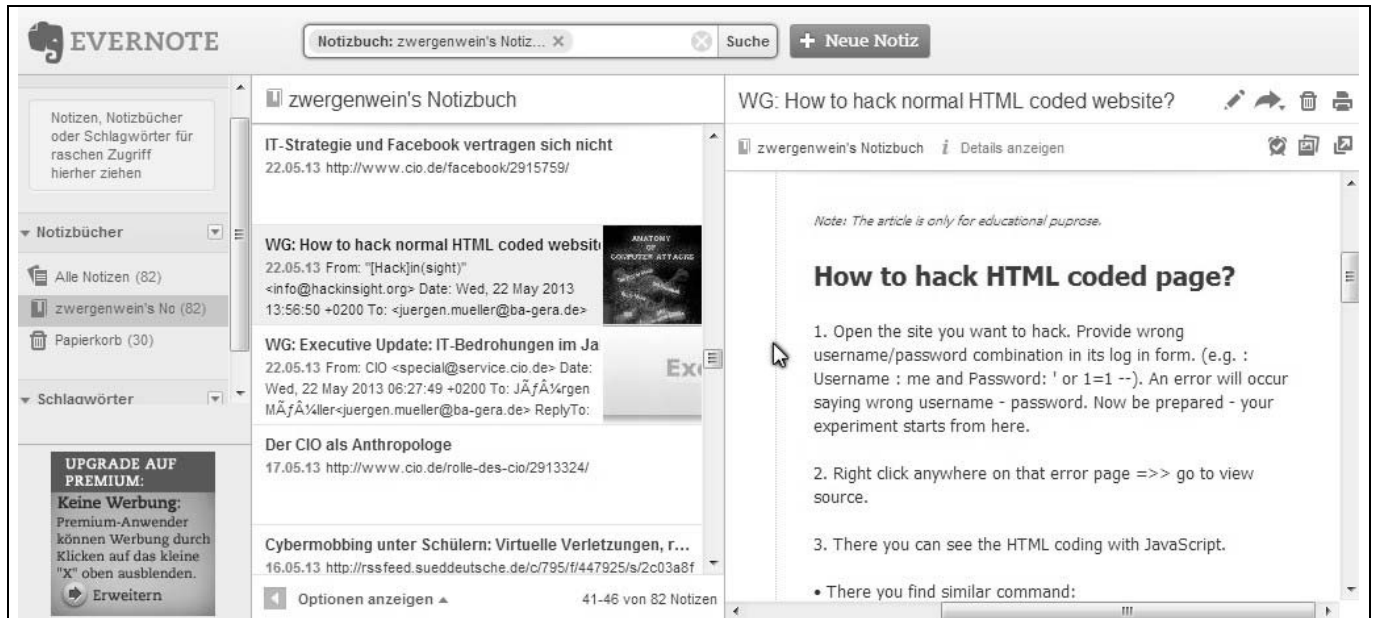 EVERNOTE
Notizbuch: zwergenwein's Notiz...
Suche
+ Neue Notiz
Notizen, Notizbücher
oder Schlagwörter für
raschen Zugriff
hierher ziehen
Notizbücher
Alle Notizen (82)
zwergenwein's No (82)
Papierkorb (30)
Schlagwörter
UPGRADE AUF
PREMIUM:
Keine Werbung:
Premium-Anwender
können Werbung durch
Klicken auf das kleine
"X" oben ausblenden.
Erweitern
zwergenwein's Notizbuch
IT-Strategie und Facebook vertragen sich nicht
22.05.13 http://www.cio.de/facebook/2915759/
WG: How to hack normal HTML coded website
22.05.13 From: "[Hack]in(sight)"
<info@hackinsight.org> Date: Wed, 22 May 2013
13:56:50 +0200 To: <juergen.mueller@ba-gera.de>
ANATONY
OF
COMPUTER ATTACKS
WG: Executive Update: IT-Bedrohungen im Ja
22.05.13 From: CIO <special@service.cio.de> Date:
Wed, 22 May 2013 06:27:49 +0200 To: JÃƒÂ¼rgen
MÃƒÂ¼ller<juergen.mueller@ba-gera.de> ReplyTo:
Exe
Der CIO als Anthropologe
17.05.13 http://www.cio.de/rolle-des-cio/2913324/
Cybermobbing unter Schülern: Virtuelle Verletzungen, r...
16.05.13 http://rssfeed.sueddeutsche.de/c/795/f/447925/s/2c03a8f
Optionen anzeigen
41-46 von 82 Notizen
WG: How to hack normal HTML coded website?
zwergenwein's Notizbuch
Details anzeigen
Note: The article is only for educational puprose.
How to hack HTML coded page?
1. Open the site you want to hack. Provide wrong
username/password combination in its log in form. (e.g. :
Username : me and Password: ' or 1=1 --). An error will occur
saying wrong username - password. Now be prepared - your
experiment starts from here.
2. Right click anywhere on that error page =>> go to view
source.
3. There you can see the HTML coding with JavaScript.
• There you find similar command: